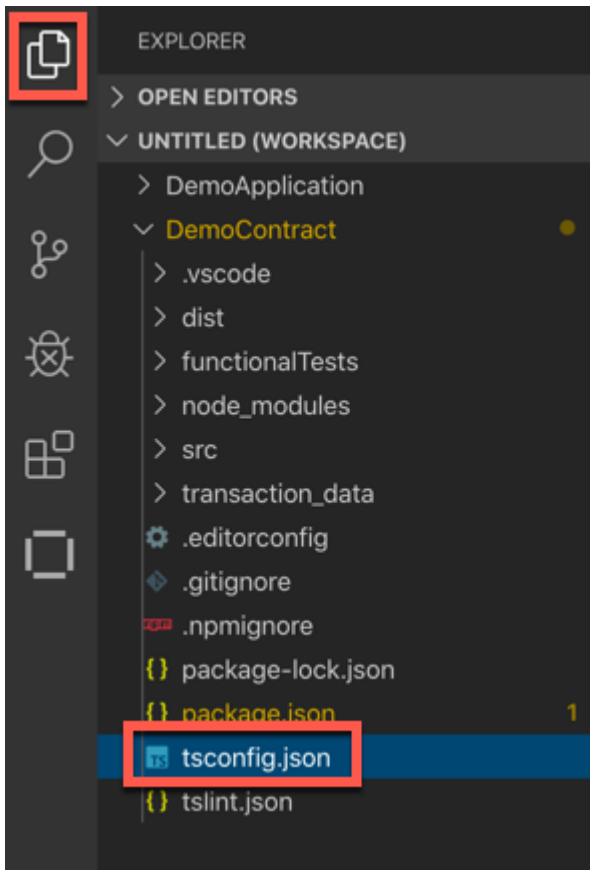 EXPLORER
OPEN EDITORS
UNTITLED (WORKSPACE)
DemoApplication
DemoContract
.vscode
dist
functionalTests
node_modules
src
transaction_data
.editorconfig
.gitignore
.npmignore
{} package-lock.json
{} package.json 1
TS tsconfig.json
{} tslint.json